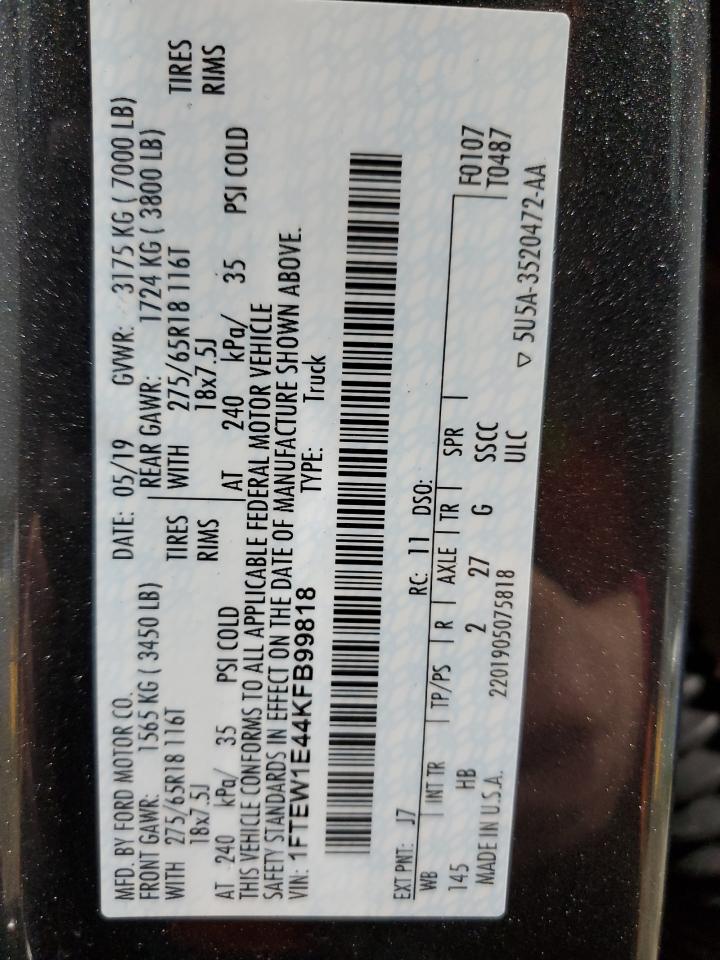 MFD. BY FORD MOTOR CO. DATE: 05/19 GVWR: 3175 KG ( 7000 LB)
FRONT GAWR: 1565 KG ( 3450 LB) REAR GAWR: 1724 KG ( 3800 LB)
WITH 275/65R18 116T TIRES WITH 275/65R18 116T TIRES
18x7.5J RIMS 18x7.5J RIMS
AT 240 kPa/ 35 PSI COLD AT 240 kPa/ 35 PSI COLD
THIS VEHICLE CONFORMS TO ALL APPLICABLE FEDERAL MOTOR VEHICLE
SAFETY STANDARDS IN EFFECT ON THE DATE OF MANUFACTURE SHOWN ABOVE.
VIN: 1FTEW1E44KFB99818 TYPE: Truck
EXT PNT: J7 RC: 11 DSO: F0107
WB INT TR TP/PS R AXLE TR SPR T0487
145 HB 2 27 G SSCC
MADE IN U.S.A. 2201905075818 ULC ▽ 5U5A-3520472-AA